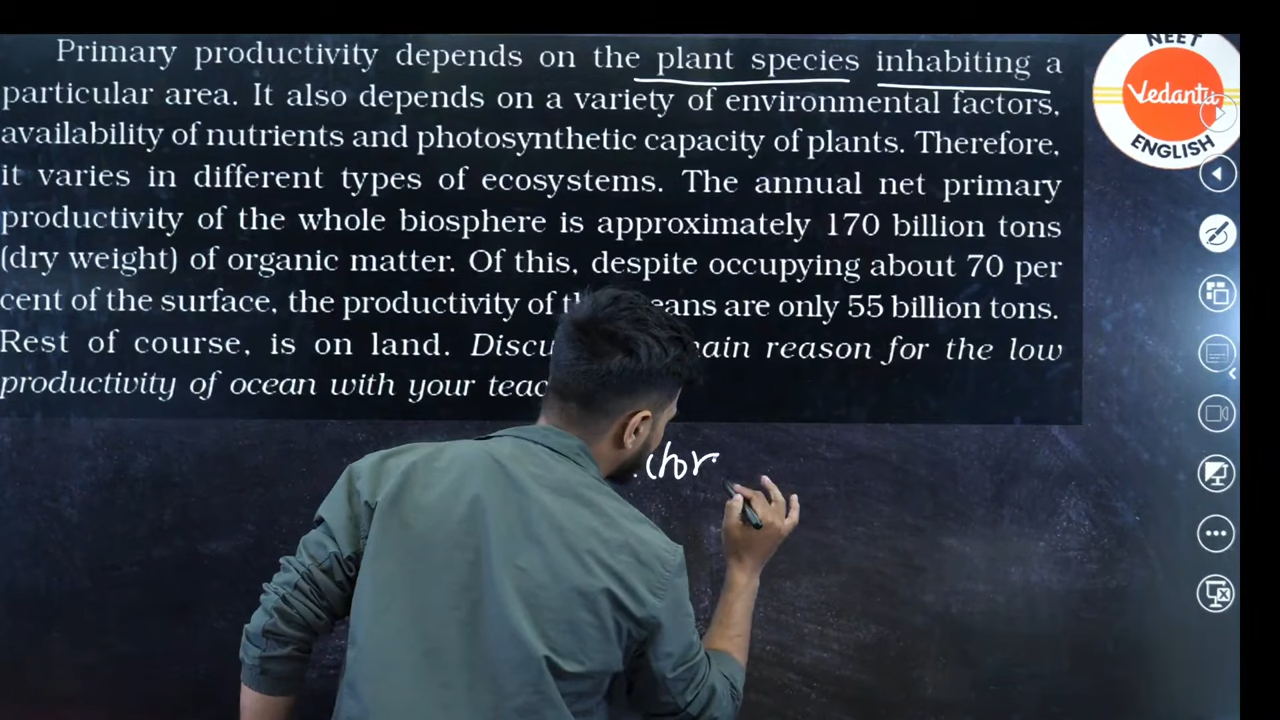 Primary productivity depends on the plant species inhabiting a
particular area. It also depends on a variety of environmental factors,
availability of nutrients and photosynthetic capacity of plants. Therefore,
it varies in different types of ecosystems. The annual net primary
productivity of the whole biosphere is approximately 170 billion tons
(dry weight) of organic matter. Of this, despite occupying about 70 per
cent of the surface, the productivity of are only 55 billion tons.
Rest of course, is on land. reason for the low
productivity of ocean with your
NEET
Vedantu
ENGLISH